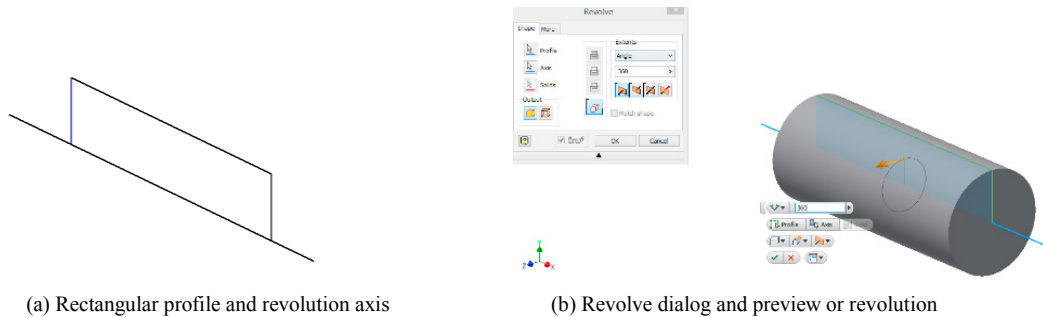 Revolve
Shape More
Profile
Axis
Solids
Output
Extents
Angle
360
Match shape
OK Cancel
360
Profile Axis
Y
Z X
(a) Rectangular profile and revolution axis
(b) Revolve dialog and preview or revolution